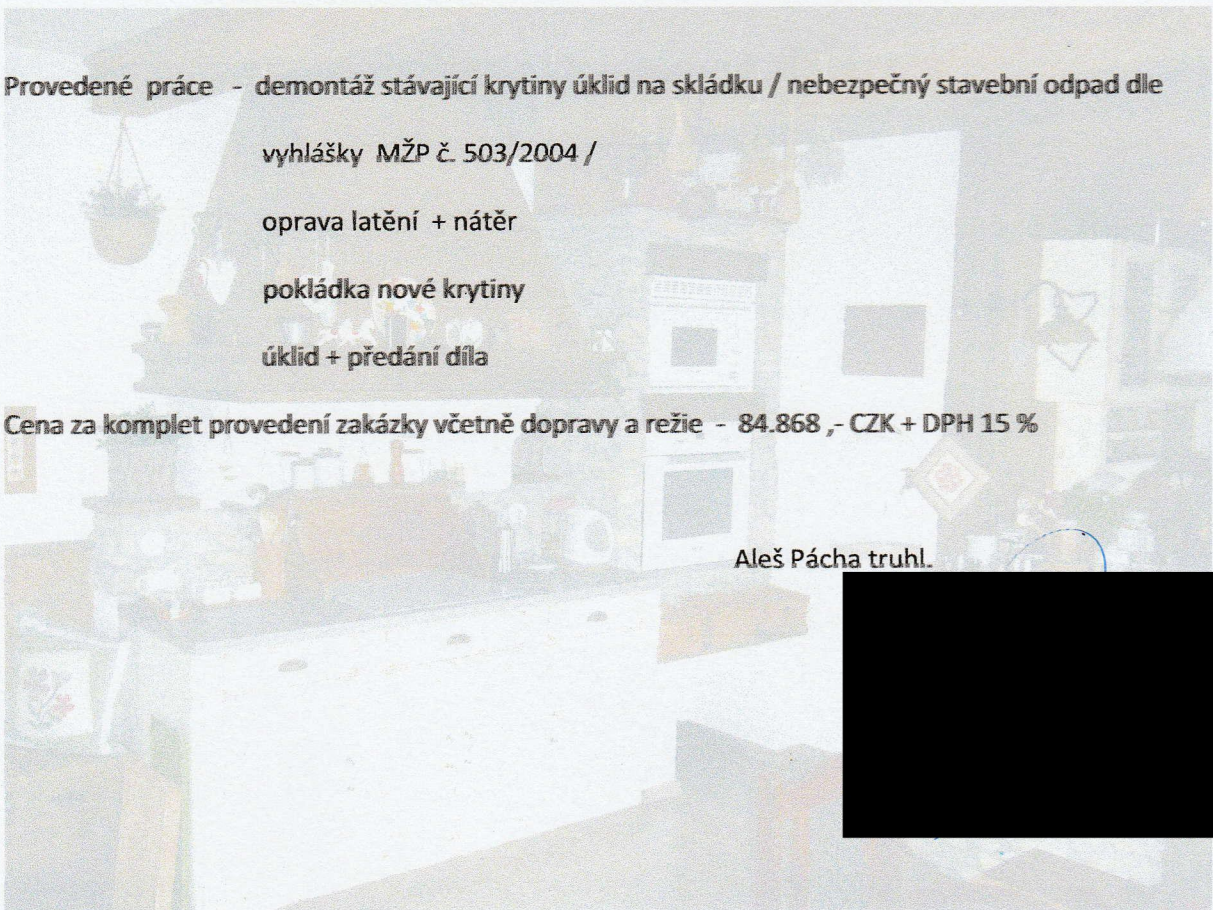 Provedené práce - demontáž stávající krytiny úklid na skládku / nebezpečný stavební odpad dle
vyhlášky MŽP č. 503/2004 /
oprava latění + nátěr
pokládka nové krytiny
úklid + předání díla
Cena za komplet provedení zakázky včetně dopravy a režie - 84.868 ,- CZK + DPH 15 %
Aleš Pácha truhl.